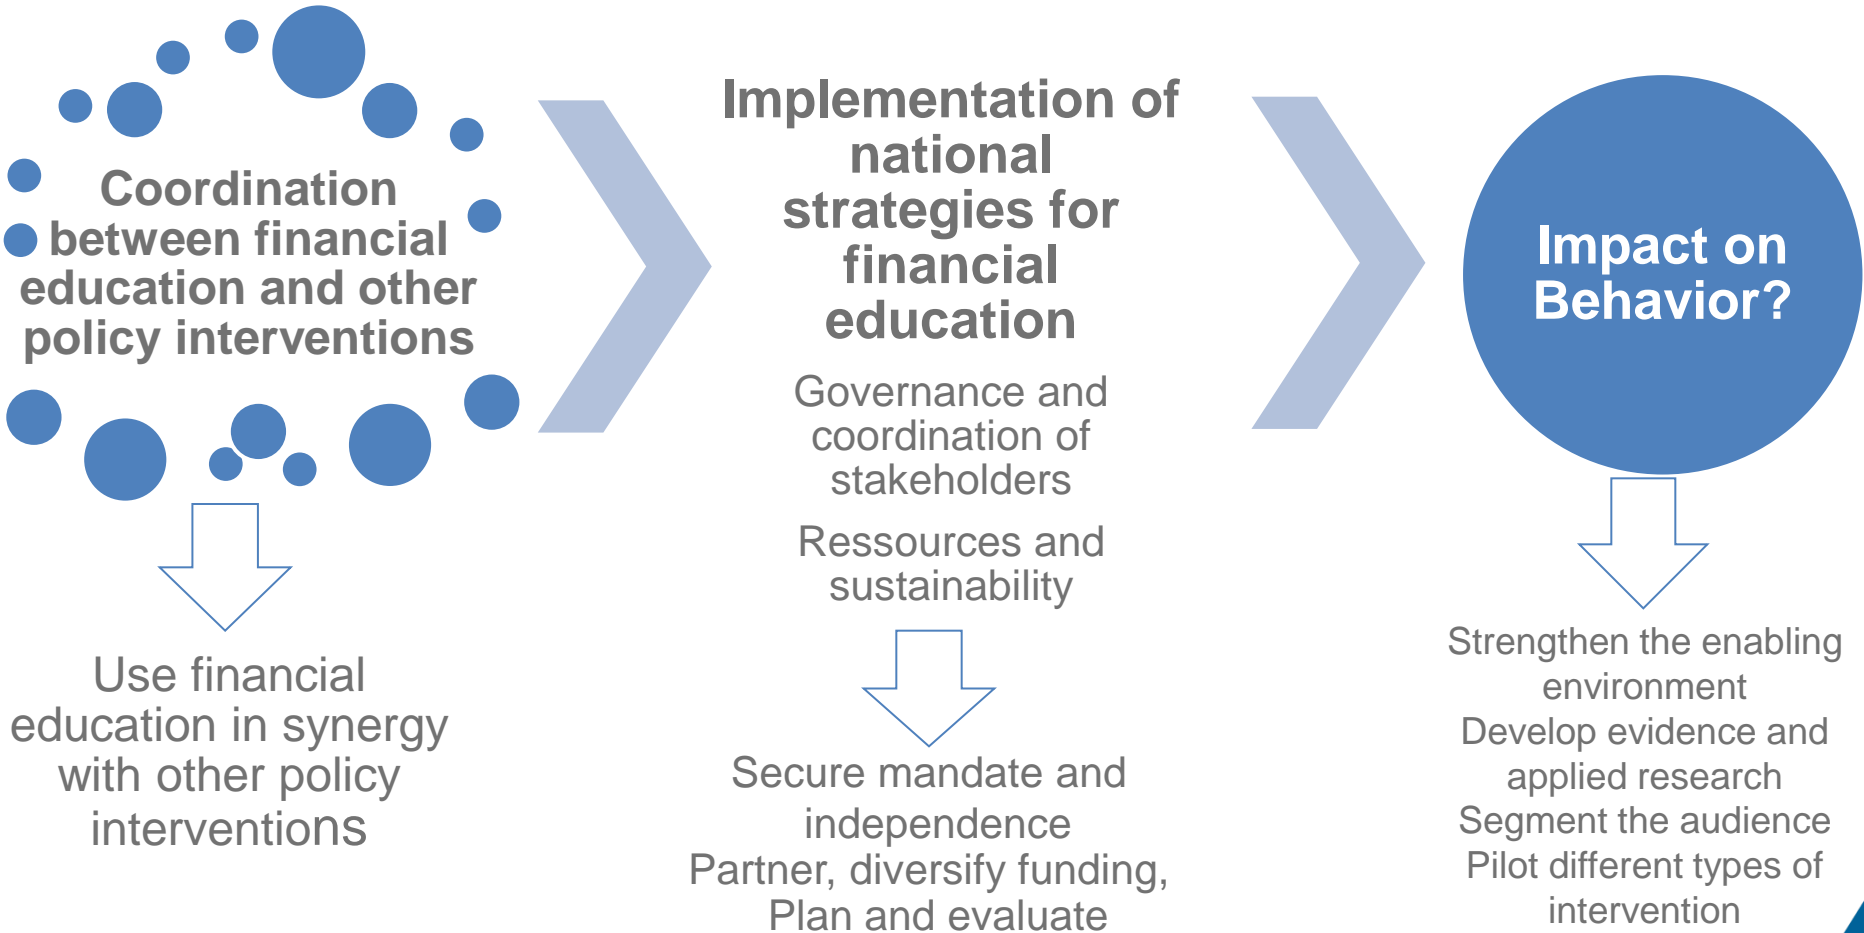 Coordination
between financial
education and other
policy interventions
Use financial
education in synergy
with other policy
interventions
Implementation of
national
strategies for
financial
education
Governance and
coordination of
stakeholders
Ressources and
sustainability
Secure mandate and
independence
Partner, diversify funding,
Plan and evaluate
Impact on
Behavior?
Strengthen the enabling
environment
Develop evidence and
applied research
Segment the audience
Pilot different types of
intervention